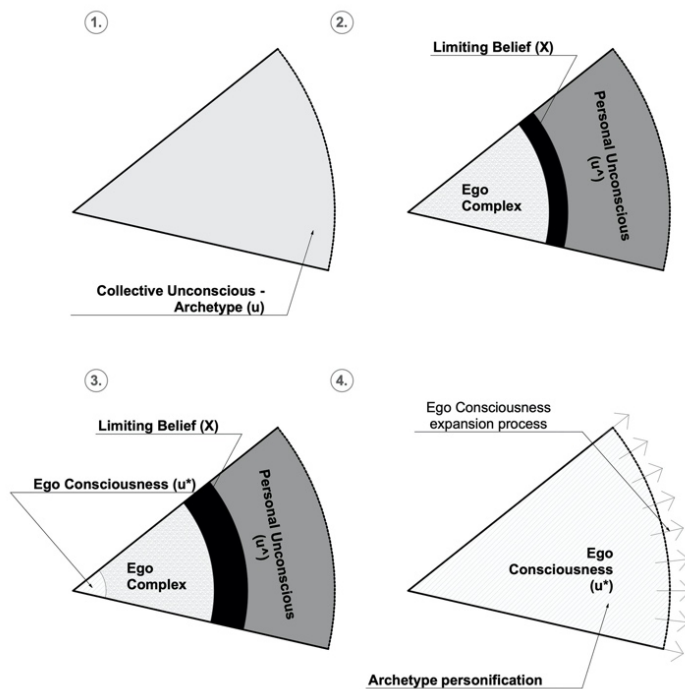 1.
Collective Unconscious -
Archetype (u)
2.
Limiting Belief (X)
Ego
Complex
Personal Unconscious
(u^)
3.
Limiting Belief (X)
Ego Consciousness (u*)
Ego
Complex
Personal Unconscious
(u^)
4.
Ego Consciousness
expansion process
Ego
Consciousness
(u*)
Archetype personification